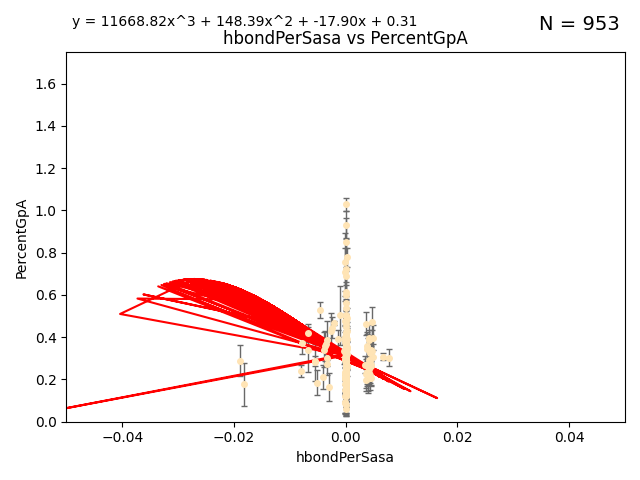 y = 11668.82x^3 + 148.39x^2 + -17.90x + 0.31
N = 953
hbondPerSasa vs PercentGpA
1.6
1.4
1.2
1.0
0.8
0.6
0.4
0.2
0.0
PercentGpA
−0.04
−0.02
0.00
0.02
0.04
hbondPerSasa